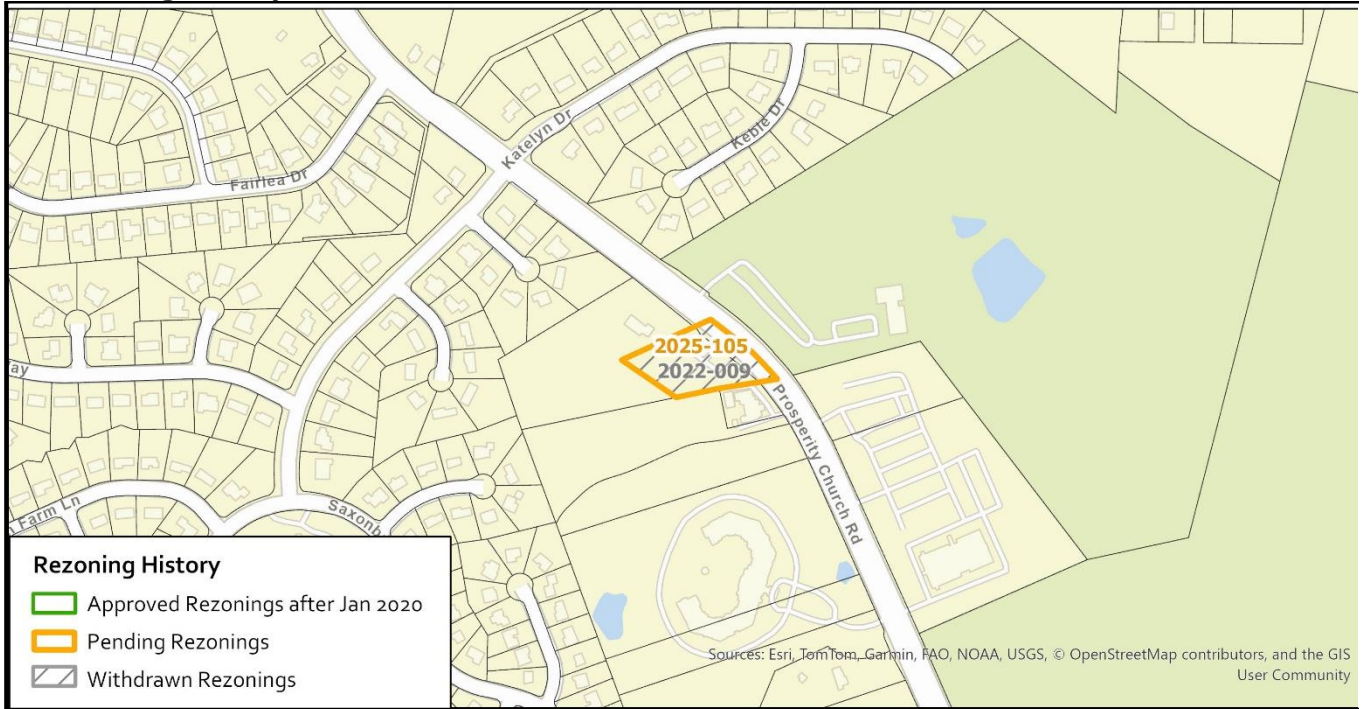 Katelyn Dr
Keble Dr
Fairlea Dr
2025-105
2022-009
ay
Prosperity Church Rd
Farm Ln
Saxonb
Rezoning History
Approved Rezonings after Jan 2020
Pending Rezonings
Withdrawn Rezonings
Sources: Esri, TomTom, Garmin, FAO, NOAA, USGS, © OpenStreetMap contributors, and the GIS
User Community